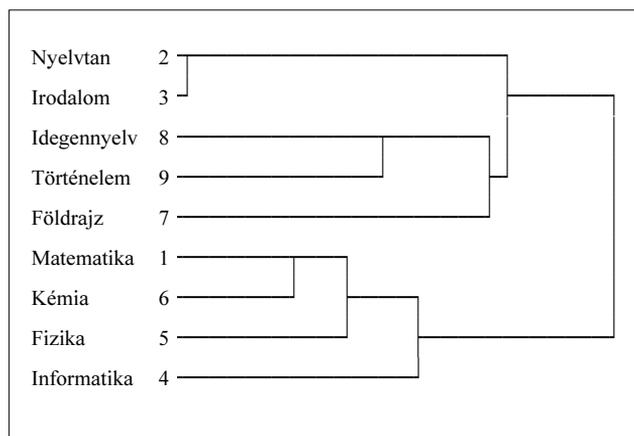 Nyelvtan 2
Irodalom 3
Idegennyelv 8
Történelem 9
Földrajz 7
Matematika 1
Kémia 6
Fizika 5
Informatika 4